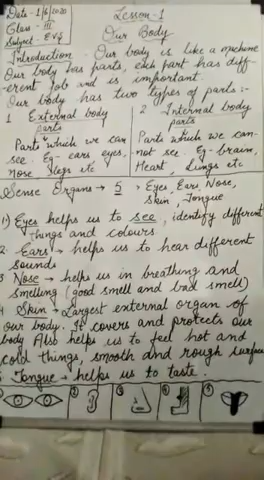 Date - 1/6/2020
Class - III
Subject - EVS
Lesson-1
Our Body
Introduction - Our body is like a machine
Our body has parts, each part has diff-
erent job and is important.
Our body has two types of parts:-
1 External body
parts
Parts which we can
see. Eg- ears eyes,
nose legs etc
2 Internal body
parts
Parts which we can-
not see. Eg- brain,
Heart, Lungs etc
Sense Organs → 5 - Eyes, Ears, Nose,
Skin, Tongue
1) Eyes helps us to see, identify different
things and colours
2. Ears → helps us to hear different
sounds
3 Nose → helps us in breathing and
smelling (good smell and bad smell)
4 Skin → Largest external organ of
our body. It covers and protects our
body Also helps us to feel hot and
cold things, smooth and rough surface
Tongue → helps us to taste.